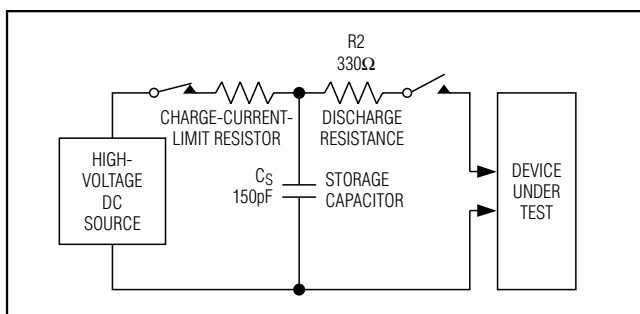 R2
330Ω
CHARGE-CURRENT-
LIMIT RESISTOR
DISCHARGE
RESISTANCE
HIGH-
VOLTAGE
DC
SOURCE
CS
150pF
STORAGE
CAPACITOR
DEVICE
UNDER
TEST